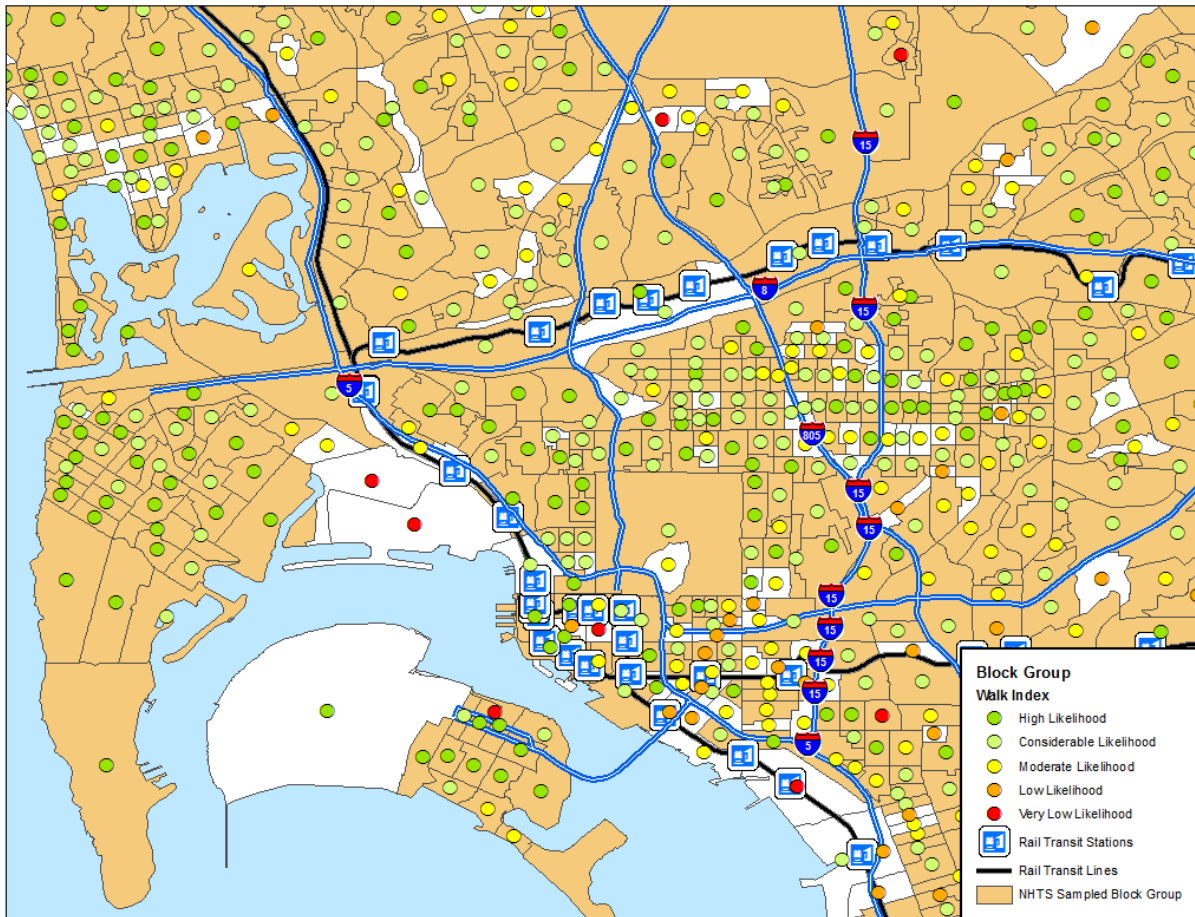 15
8
15
5
805
15
15
15
15
15
15
5
Block Group
Walk Index
High Likelihood
Considerable Likelihood
Moderate Likelihood
Low Likelihood
Very Low Likelihood
Rail Transit Stations
Rail Transit Lines
NHTS Sampled Block Group